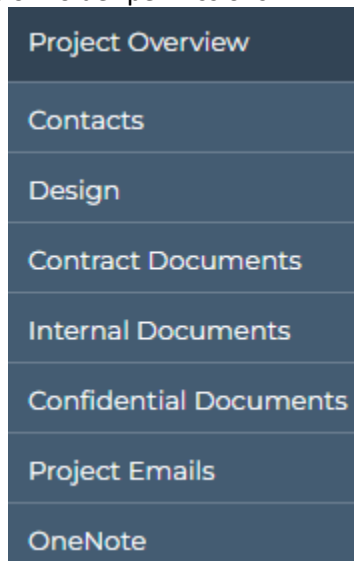 Project Overview
Contacts
Design
Contract Documents
Internal Documents
Confidential Documents
Project Emails
OneNote